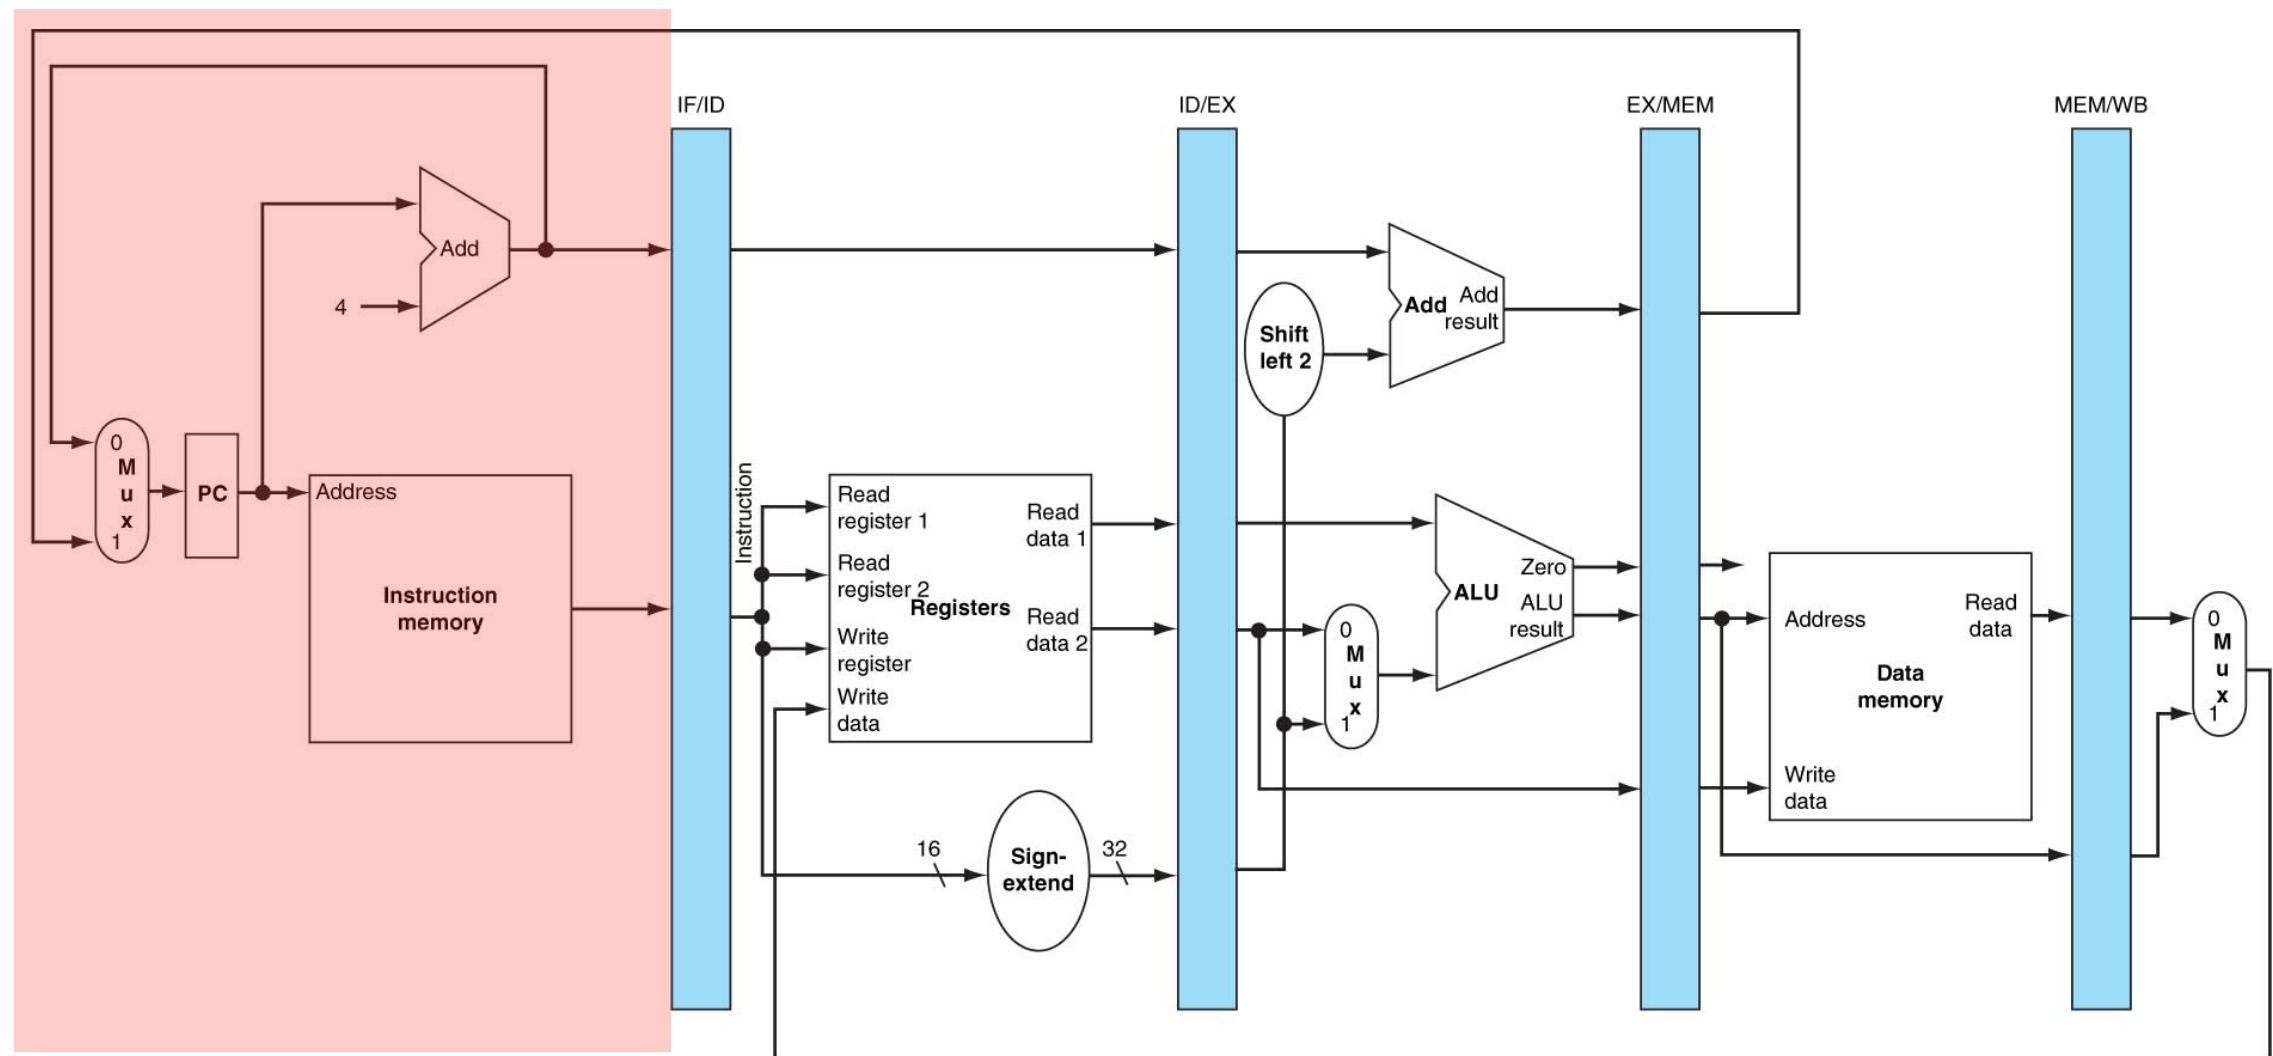 IF/ID
ID/EX
EX/MEM
MEM/WB
Add
4
0
M
u
x
1
PC
Address
Instruction
memory
Instruction
Read
register 1
Read
register 2
Write
register
Write
data
Registers
Read
data 1
Read
data 2
16
Sign-
extend
32
Shift
left 2
Add
Add
result
0
M
u
x
1
ALU
Zero
ALU
result
Address
Read
data
Data
memory
Write
data
0
M
u
x
1